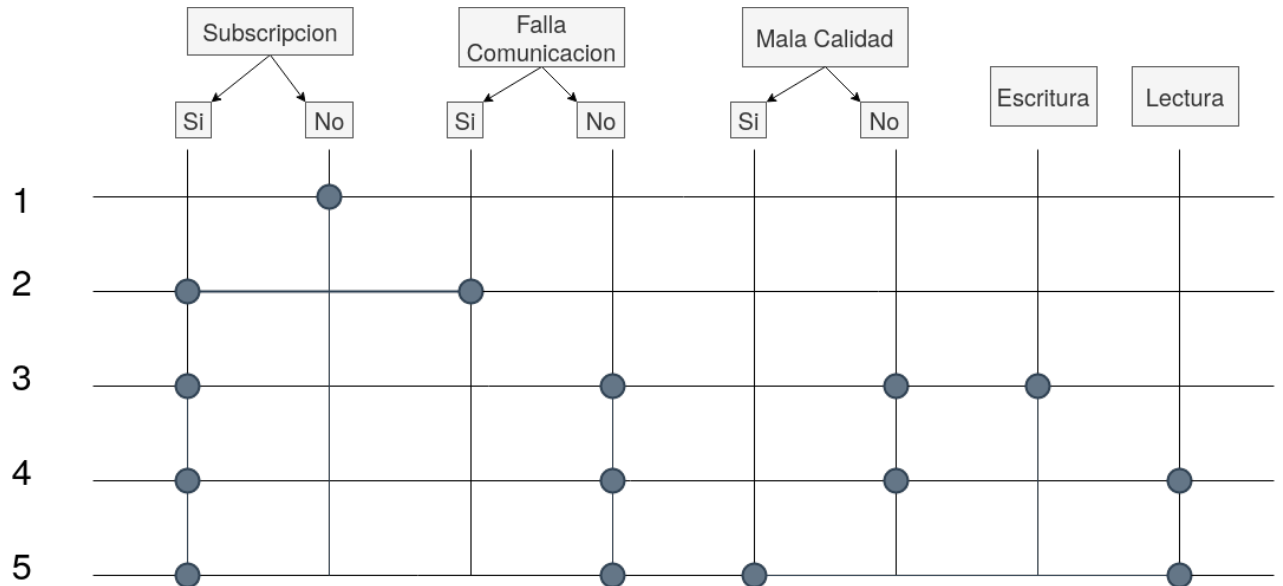 Subscripcion
Falla
Comunicacion
Mala Calidad
Escritura
Lectura
Si
No
Si
No
Si
No
1
2
3
4
5